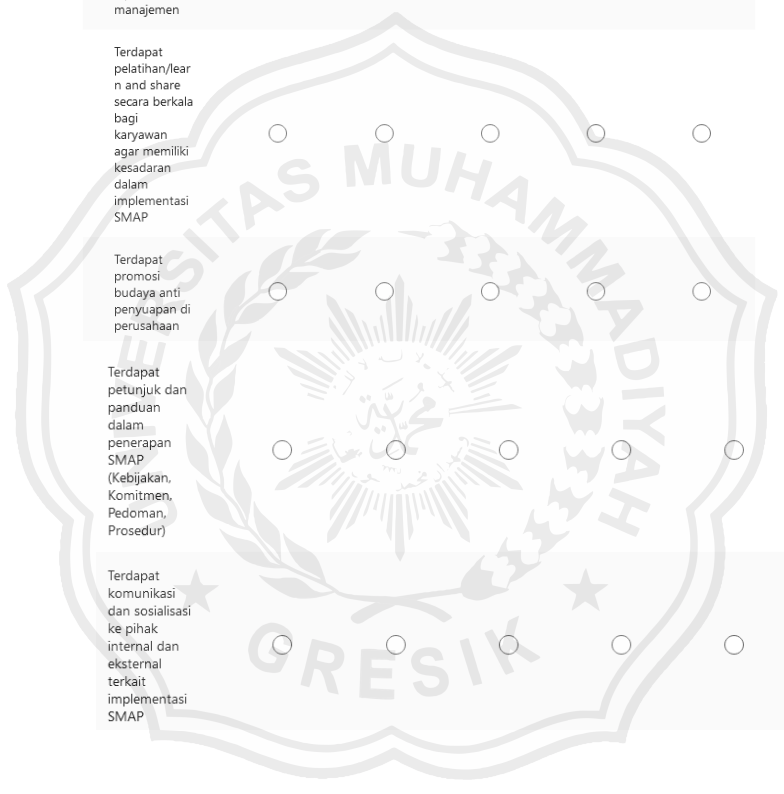 manajemen
Terdapat
pelatihan/lear
n and share
secara berkala
bagi
karyawan
agar memiliki
kesadaran
dalam
implementasi
SMAP
Terdapat
promosi
budaya anti
penyuapan di
perusahaan
Terdapat
petunjuk dan
panduan
dalam
penerapan
SMAP
(Kebijakan,
Komitmen,
Pedoman,
Prosedur)
Terdapat
komunikasi
dan sosialisasi
ke pihak
internal dan
eksternal
terkait
implementasi
SMAP
UNIVERSITAS MUHAMMADIYAH
GRESIK